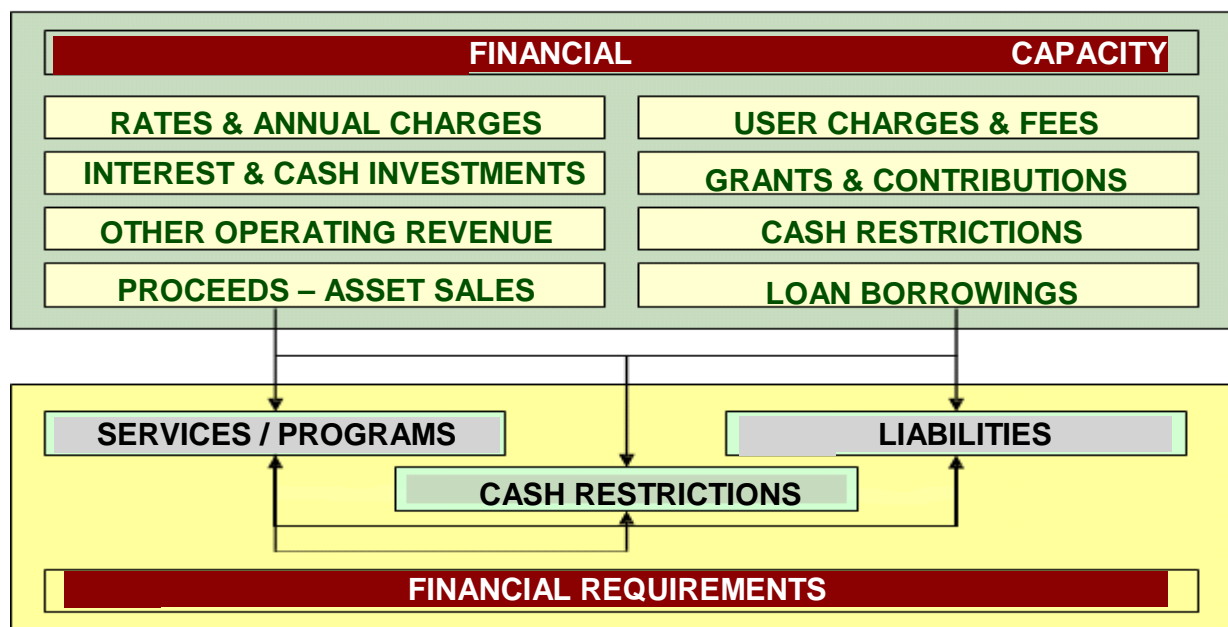 FINANCIAL CAPACITY
RATES & ANNUAL CHARGES
USER CHARGES & FEES
INTEREST & CASH INVESTMENTS
GRANTS & CONTRIBUTIONS
OTHER OPERATING REVENUE
CASH RESTRICTIONS
PROCEEDS – ASSET SALES
LOAN BORROWINGS
SERVICES / PROGRAMS
LIABILITIES
CASH RESTRICTIONS
FINANCIAL REQUIREMENTS